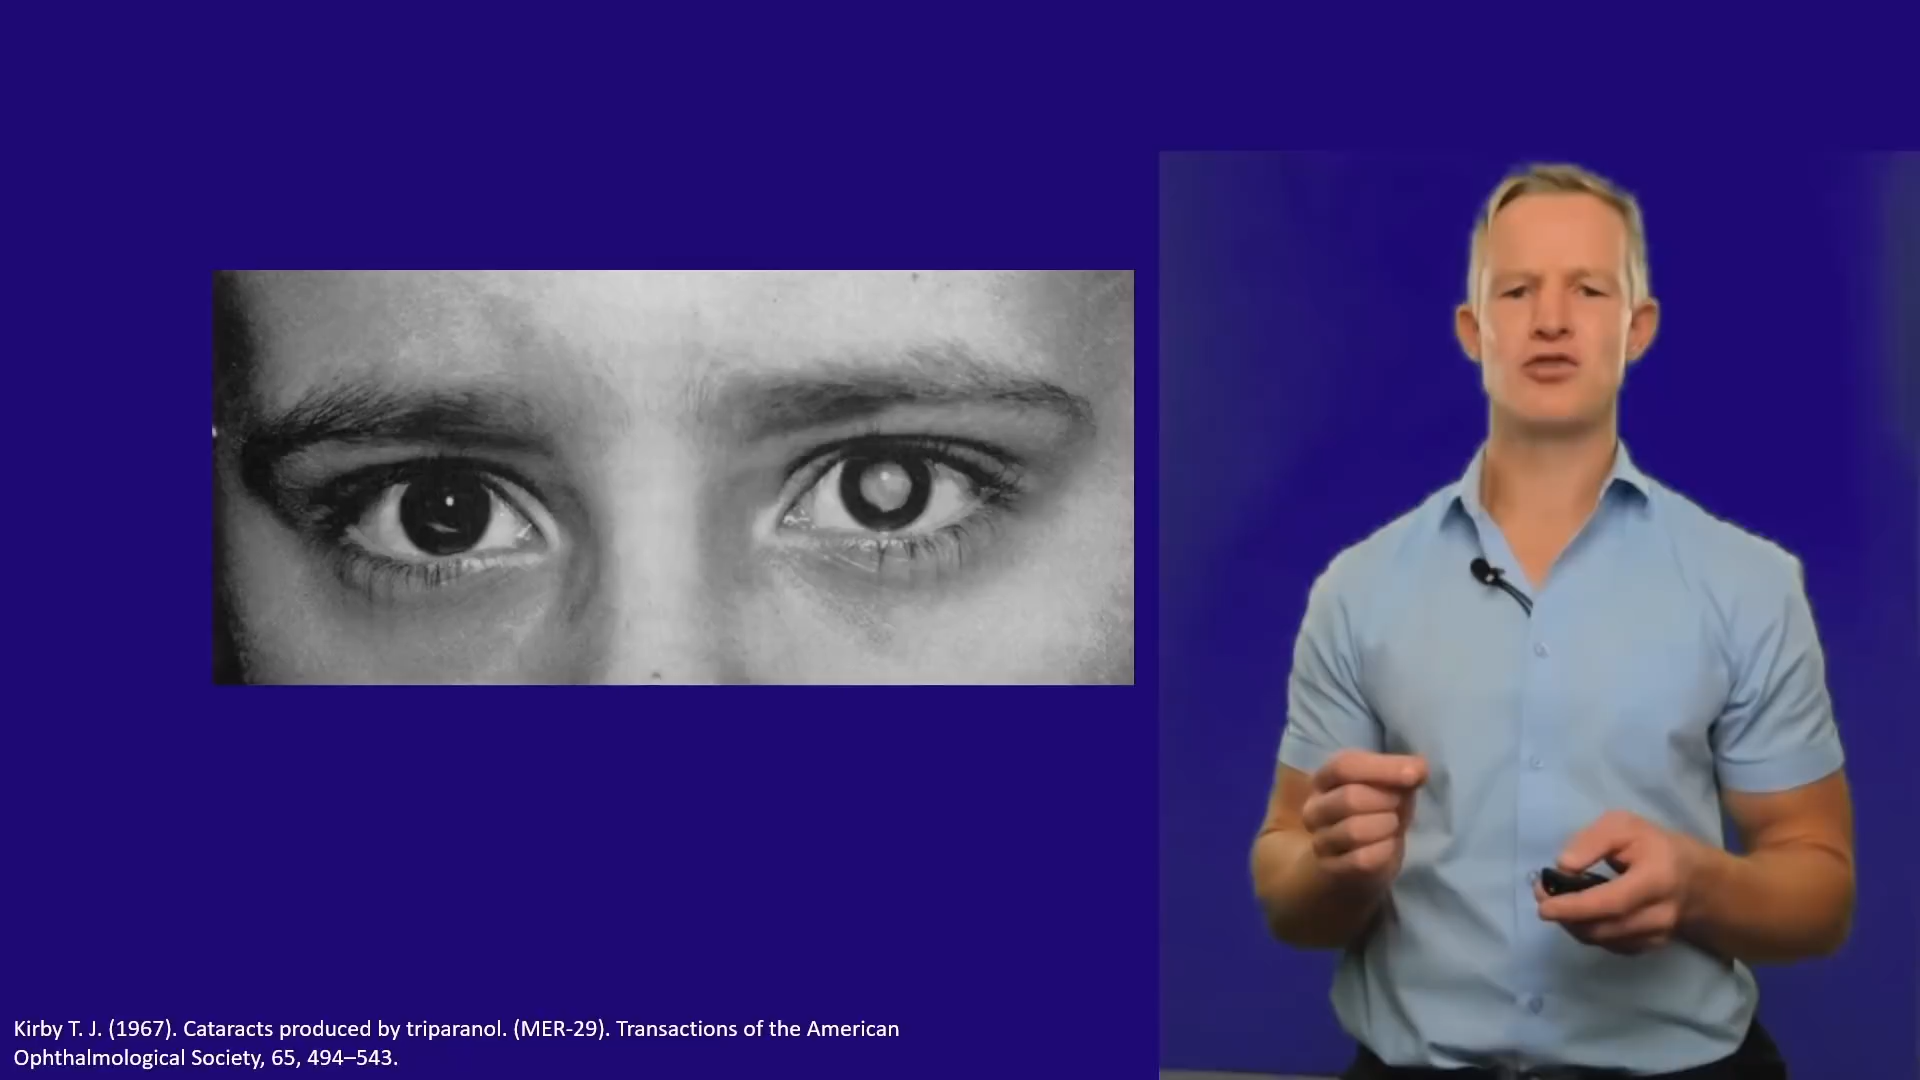 Kirby T. J. (1967). Cataracts produced by triparanol. (MER-29). Transactions of the American
Ophthalmological Society, 65, 494–543.